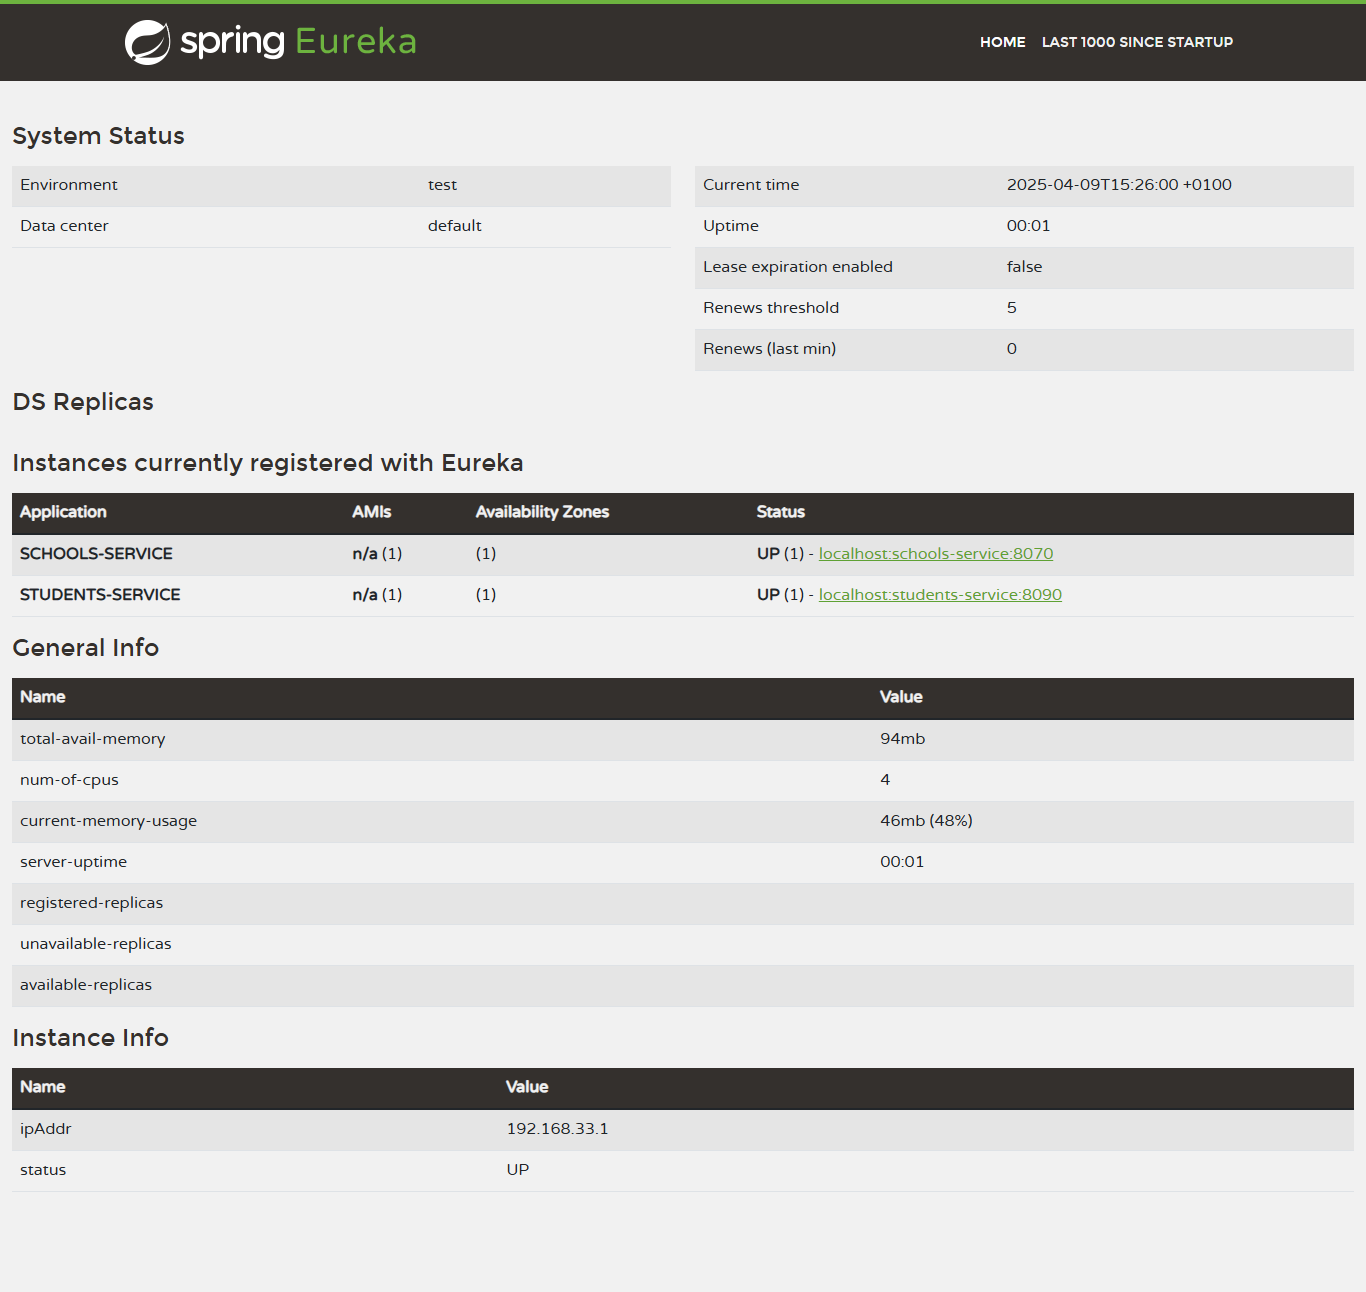 spring Eureka
HOME LAST 1000 SINCE STARTUP
System Status
Environment test
Data center default
Current time 2025-04-09T15:26:00 +0100
Uptime 00:01
Lease expiration enabled false
Renews threshold 5
Renews (last min) 0
DS Replicas
Instances currently registered with Eureka
Application AMIs Availability Zones Status
SCHOOLS-SERVICE n/a (1) (1) UP (1) - localhost:schools-service:8070
STUDENTS-SERVICE n/a (1) (1) UP (1) - localhost:students-service:8090
General Info
Name Value
total-avail-memory 94mb
num-of-cpus 4
current-memory-usage 46mb (48%)
server-uptime 00:01
registered-replicas
unavailable-replicas
available-replicas
Instance Info
Name Value
ipAddr 192.168.33.1
status UP